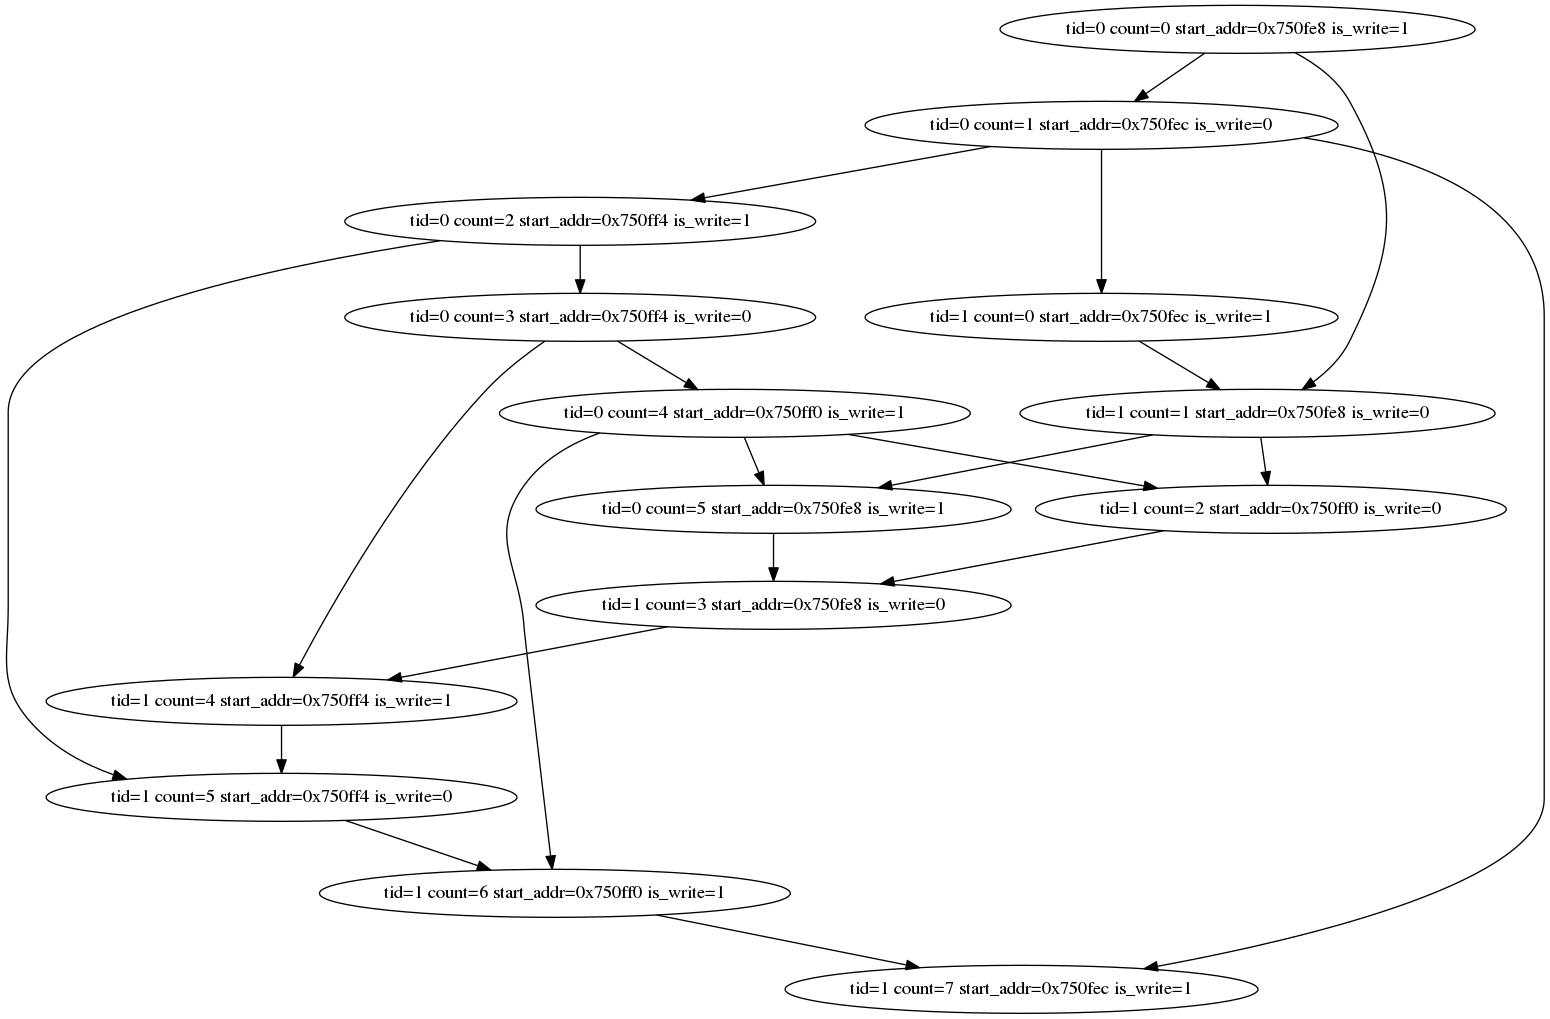 tid=0 count=0 start_addr=0x750fe8 is_write=1
tid=0 count=1 start_addr=0x750fec is_write=0
tid=0 count=2 start_addr=0x750ff4 is_write=1
tid=0 count=3 start_addr=0x750ff4 is_write=0
tid=1 count=0 start_addr=0x750fec is_write=1
tid=0 count=4 start_addr=0x750ff0 is_write=1
tid=1 count=1 start_addr=0x750fe8 is_write=0
tid=0 count=5 start_addr=0x750fe8 is_write=1
tid=1 count=2 start_addr=0x750ff0 is_write=0
tid=1 count=3 start_addr=0x750fe8 is_write=0
tid=1 count=4 start_addr=0x750ff4 is_write=1
tid=1 count=5 start_addr=0x750ff4 is_write=0
tid=1 count=6 start_addr=0x750ff0 is_write=1
tid=1 count=7 start_addr=0x750fec is_write=1